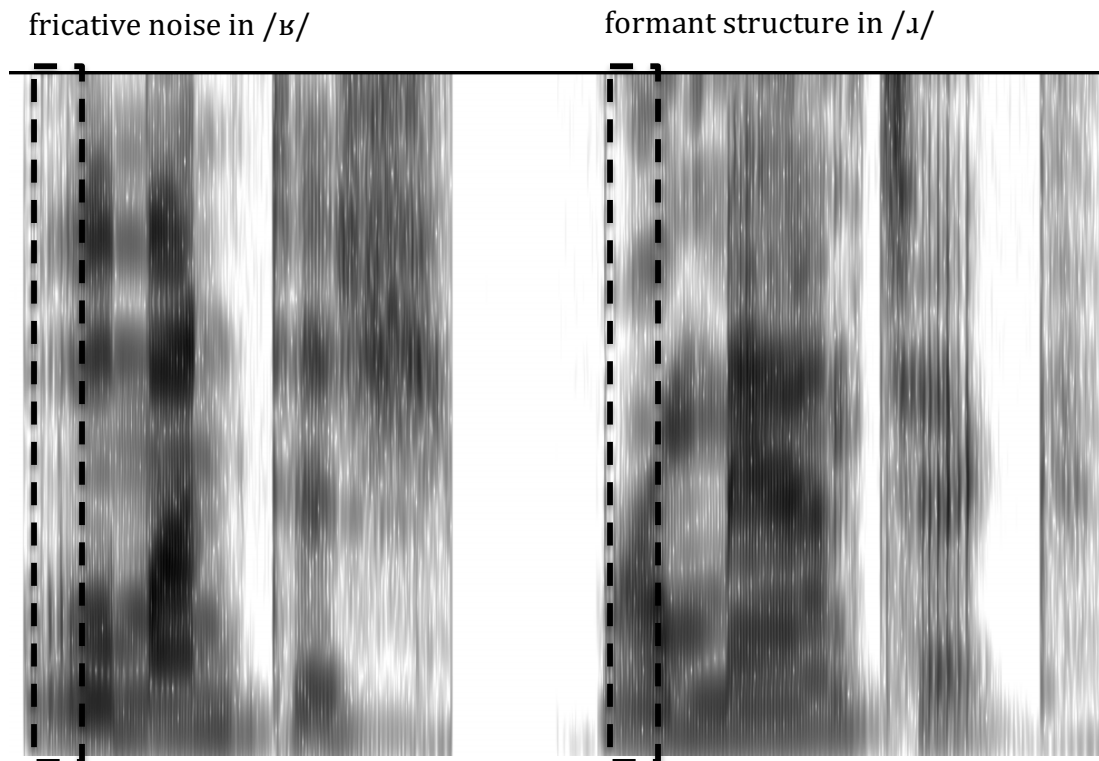 fricative noise in /ʁ/
formant structure in /ɹ/